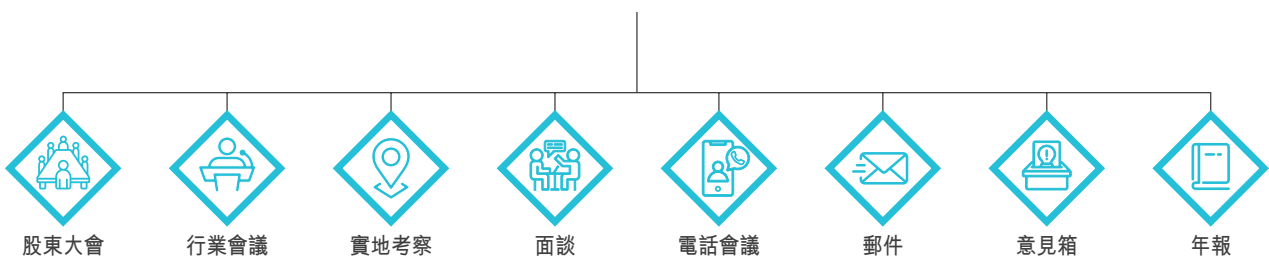 股東大會
行業會議
實地考察
面談
電話會議
郵件
意見箱
年報